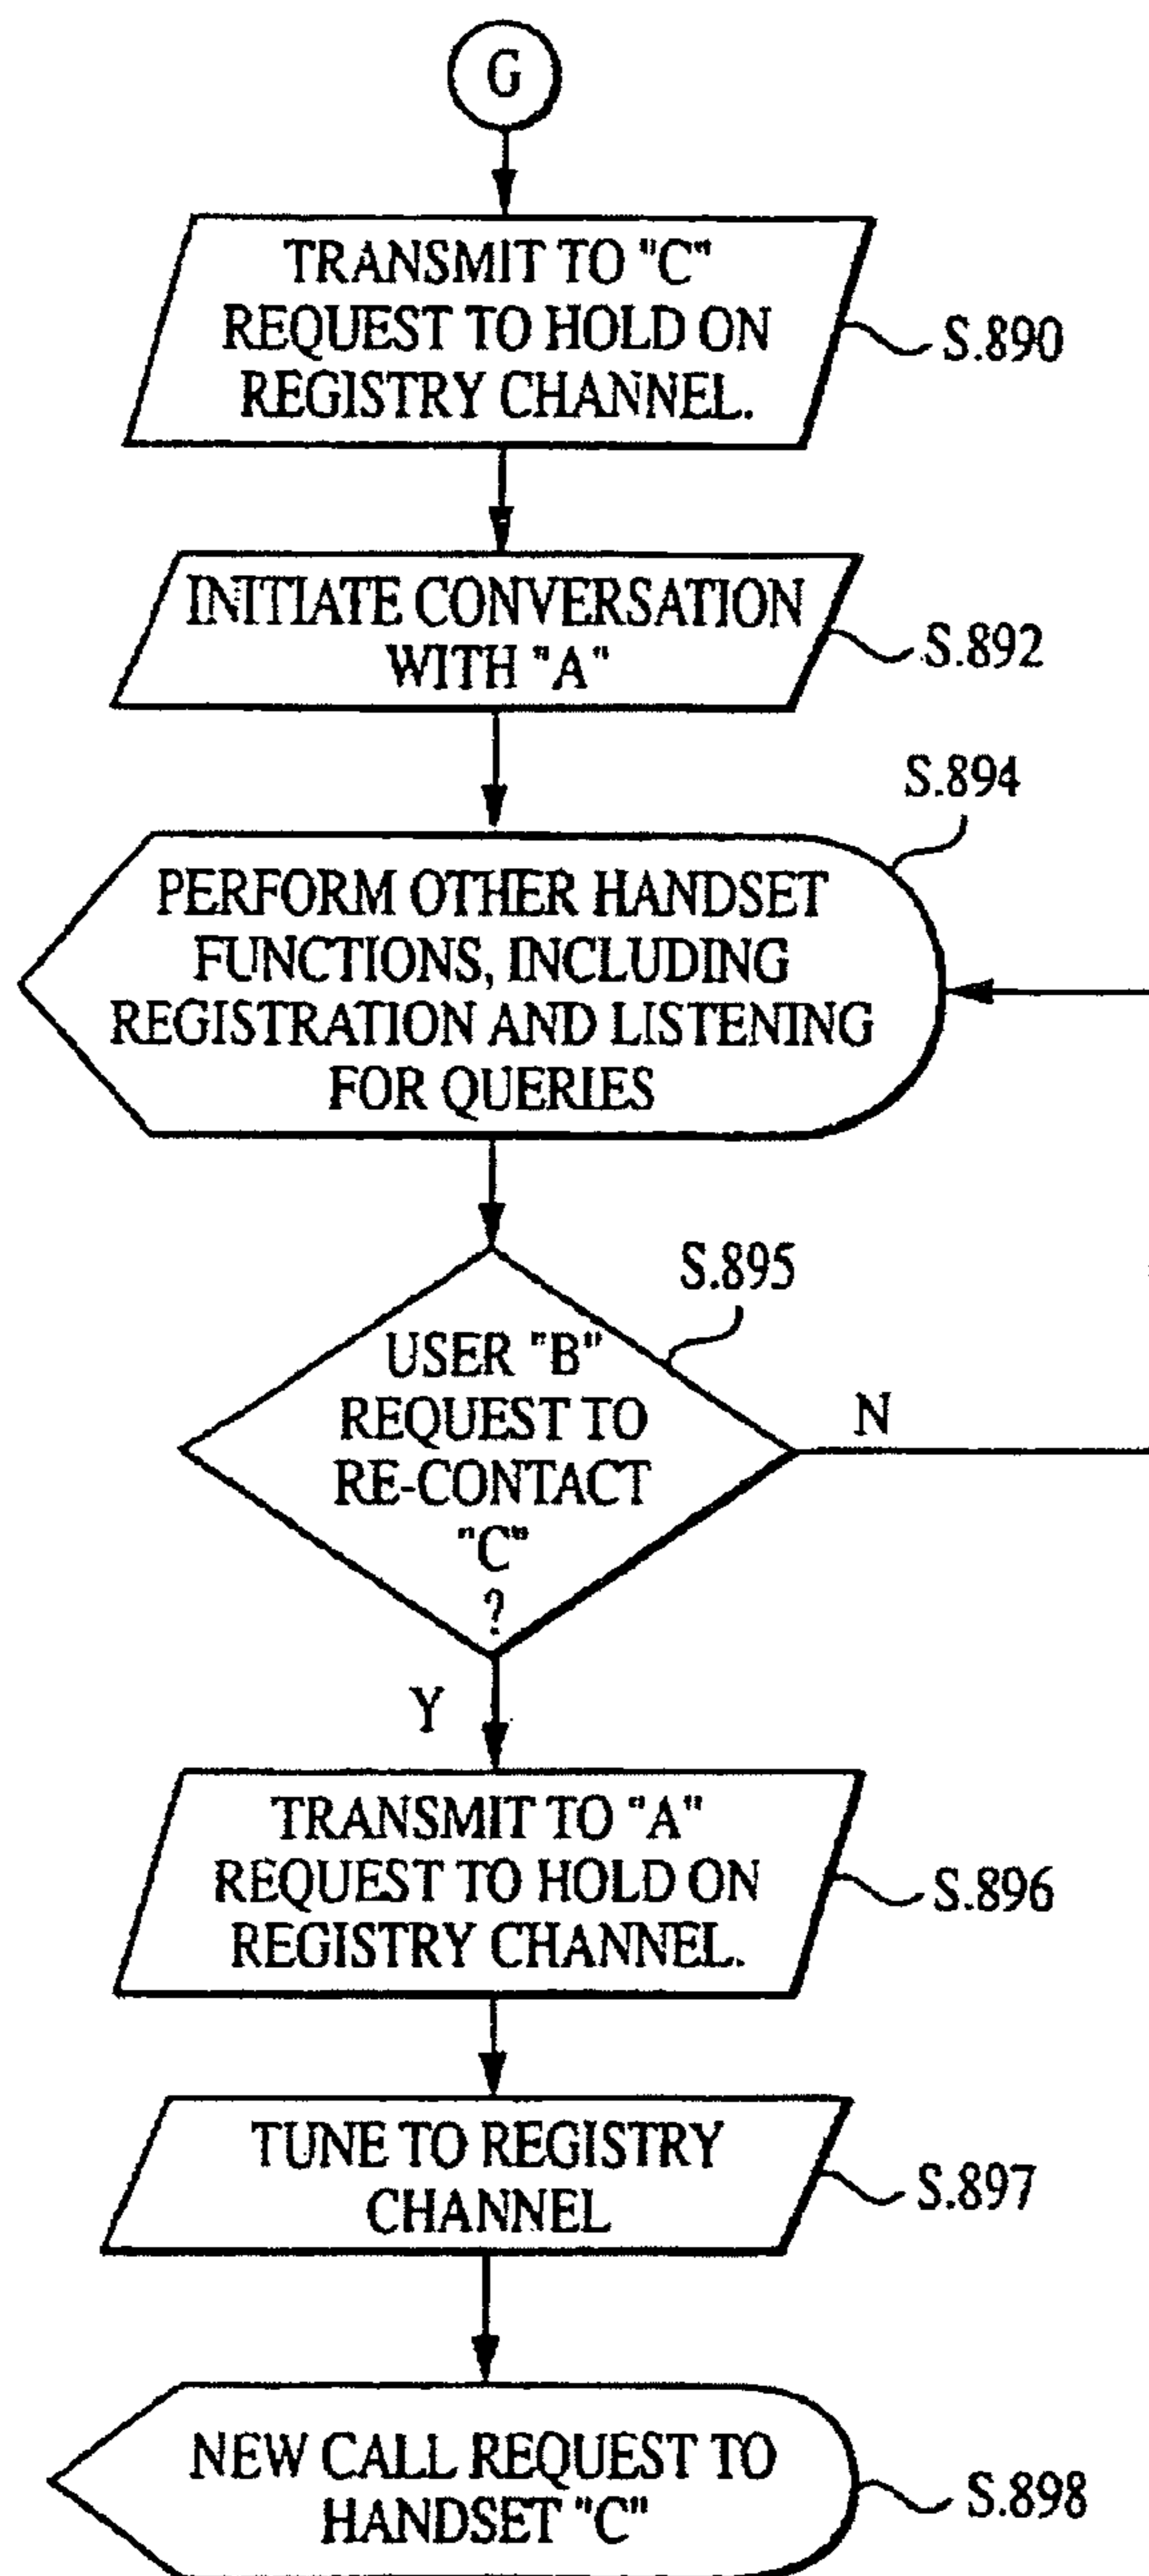 G
TRANSMIT TO "C"
REQUEST TO HOLD ON
REGISTRY CHANNEL.
S.890
INITIATE CONVERSATION
WITH "A"
S.892
S.894
PERFORM OTHER HANDSET
FUNCTIONS, INCLUDING
REGISTRATION AND LISTENING
FOR QUERIES
S.895
USER "B"
REQUEST TO
RE-CONTACT
"C"
?
N
Y
TRANSMIT TO "A"
REQUEST TO HOLD ON
REGISTRY CHANNEL.
S.896
TUNE TO REGISTRY
CHANNEL
S.897
NEW CALL REQUEST TO
HANDSET "C"
S.898